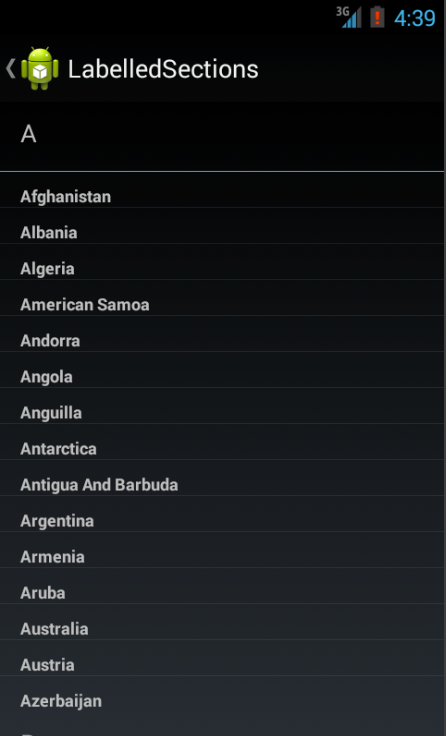 3G 4:39
LabelledSections
A
Afghanistan
Albania
Algeria
American Samoa
Andorra
Angola
Anguilla
Antarctica
Antigua And Barbuda
Argentina
Armenia
Aruba
Australia
Austria
Azerbaijan